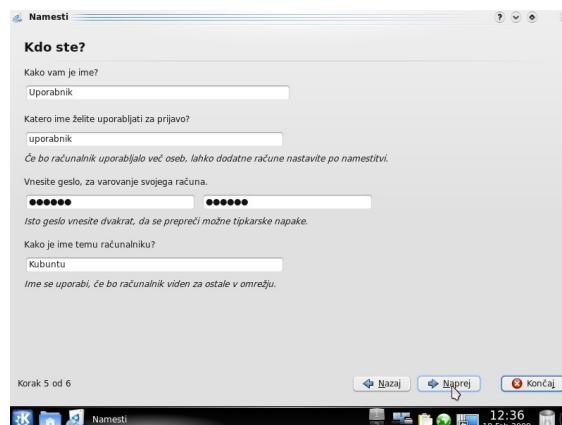 Namesti
Kdo ste?
Kako vam je ime?
Uporabnik
Katero ime želite uporabljati za prijavo?
uporabnik
Če bo računalnik uporabljalo več oseb, lahko dodatne račune nastavite po namestitvi.
Vnesite geslo, za varovanje svojega računa.
●●●●●● ●●●●●●
Isto geslo vnesite dvakrat, da se prepreči možne tipkarske napake.
Kako je ime temu računalniku?
Kubuntu
Ime se uporabi, če bo računalnik viden za ostale v omrežju.
Korak 5 od 6 Nazaj Naprej Končaj
Namesti 12:36